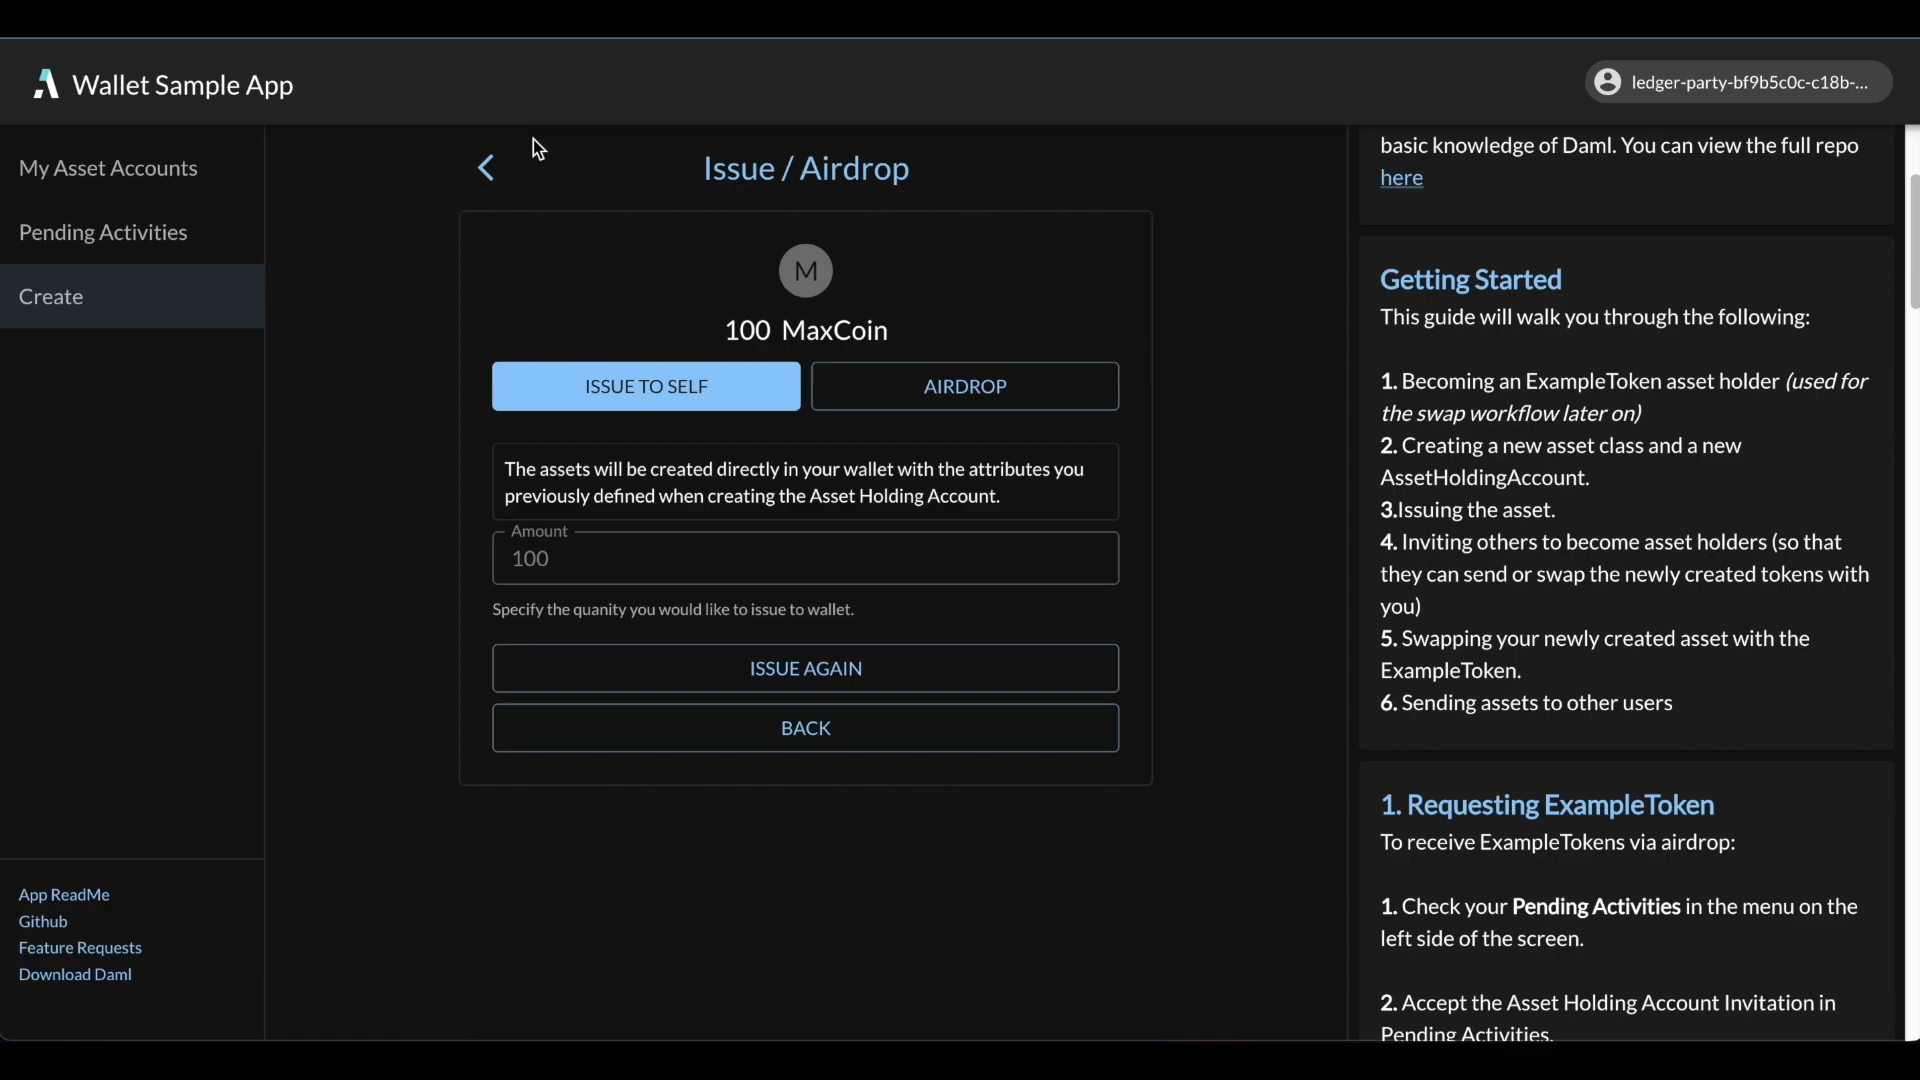 Wallet Sample App
ledger-party-bf9b5c0c-c18b-...
My Asset Accounts
Pending Activities
Create
App ReadMe
Github
Feature Requests
Download Daml
Issue / Airdrop
M
100 MaxCoin
ISSUE TO SELF
AIRDROP
The assets will be created directly in your wallet with the attributes you
previously defined when creating the Asset Holding Account.
Amount
100
Specify the quanity you would like to issue to wallet.
ISSUE AGAIN
BACK
basic knowledge of Daml. You can view the full repo
here
Getting Started
This guide will walk you through the following:
1. Becoming an ExampleToken asset holder (used for
the swap workflow later on)
2. Creating a new asset class and a new
AssetHoldingAccount.
3.Issuing the asset.
4. Inviting others to become asset holders (so that
they can send or swap the newly created tokens with
you)
5. Swapping your newly created asset with the
ExampleToken.
6. Sending assets to other users
1. Requesting ExampleToken
To receive ExampleTokens via airdrop:
1. Check your Pending Activities in the menu on the
left side of the screen.
2. Accept the Asset Holding Account Invitation in
Pending Activities.